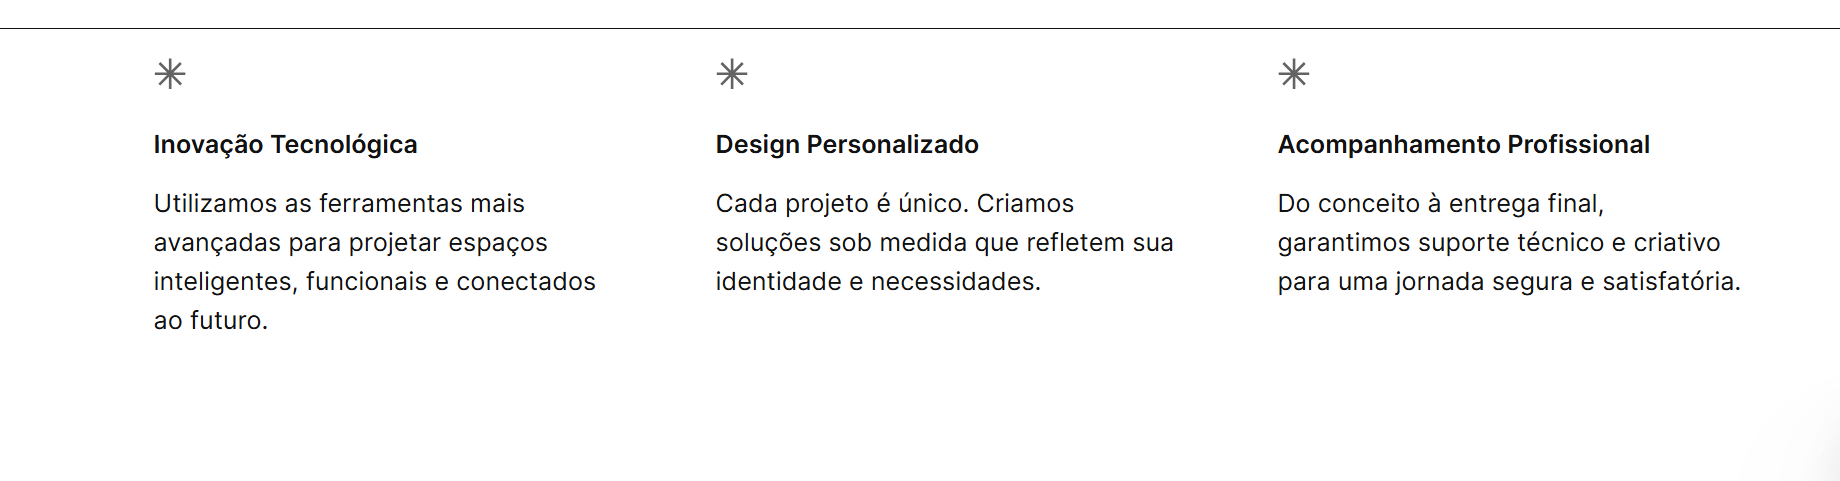 Inovação Tecnológica
Utilizamos as ferramentas mais
avançadas para projetar espaços
inteligentes, funcionais e conectados
ao futuro.
Design Personalizado
Cada projeto é único. Criamos
soluções sob medida que refletem sua
identidade e necessidades.
Acompanhamento Profissional
Do conceito à entrega final,
garantimos suporte técnico e criativo
para uma jornada segura e satisfatória.